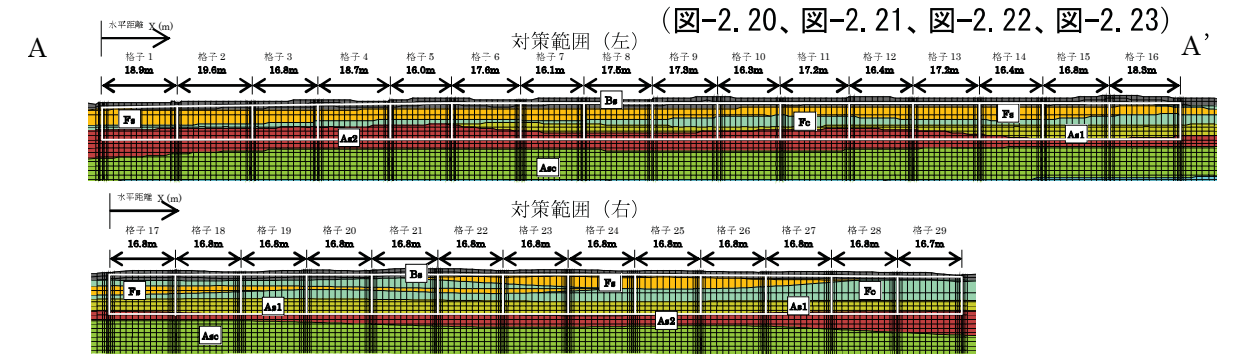 (図-2.20、図-2.21、図-2.22、図-2.23)
水平距離 X (m)
A
対策範囲（左）
A’
格子 1 格子 2 格子 3 格子 4 格子 5 格子 6 格子 7 格子 8 格子 9 格子 10 格子 11 格子 12 格子 13 格子 14 格子 15 格子 16
18.9m 19.6m 16.8m 18.7m 16.0m 17.6m 16.1m 17.5m 17.3m 16.3m 17.2m 16.4m 17.2m 16.4m 16.8m 18.3m
Bs
Fs Fc Fs
As2 As1
Asc
水平距離 X (m)
対策範囲（右）
格子 17 格子 18 格子 19 格子 20 格子 21 格子 22 格子 23 格子 24 格子 25 格子 26 格子 27 格子 28 格子 29
16.8m 16.8m 16.8m 16.8m 16.8m 16.8m 16.8m 16.8m 16.8m 16.8m 16.8m 16.8m 16.7m
Bs
Fs Fs Fc
As1 As2 As1
Asc